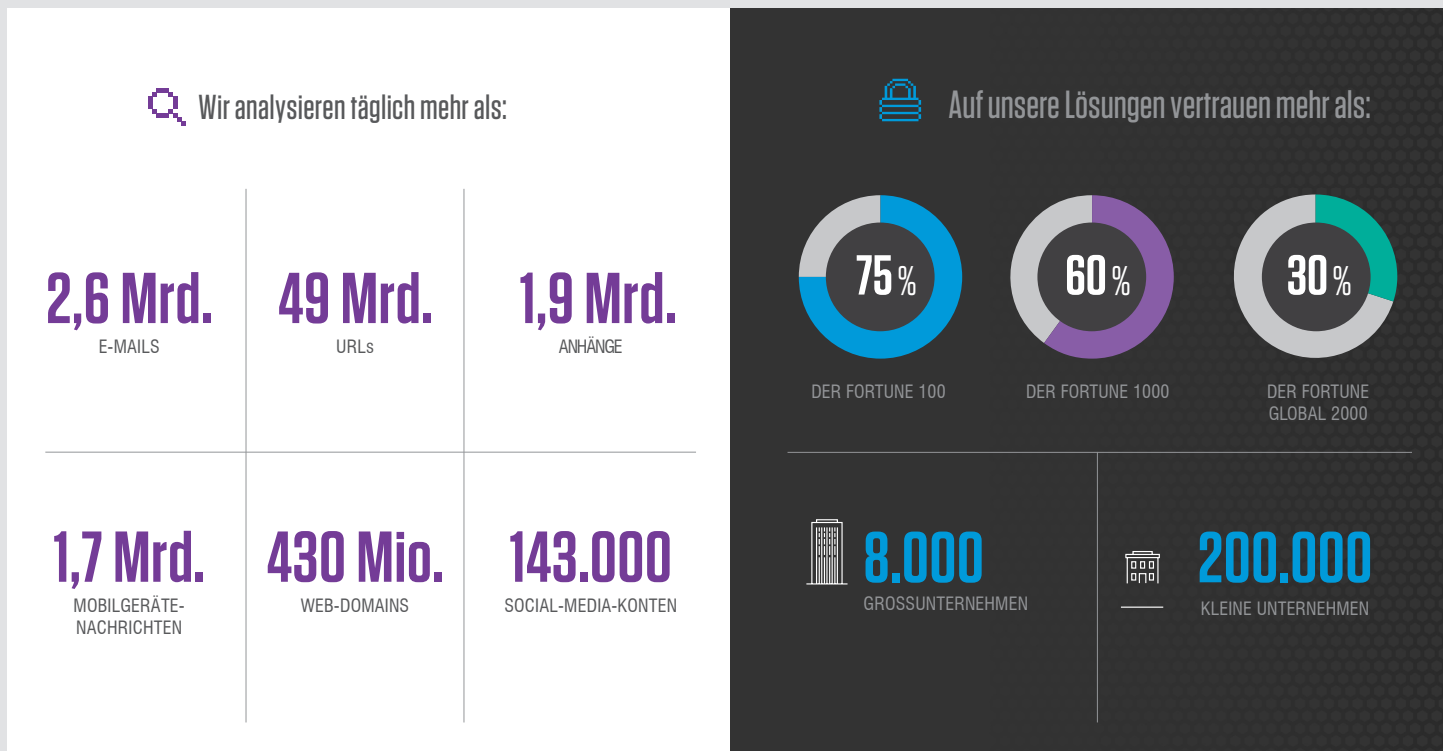 Wir analysieren täglich mehr als:
2,6 Mrd.
E-MAILS
49 Mrd.
URLs
1,9 Mrd.
ANHÄNGE
1,7 Mrd.
MOBILGERÄTE-
NACHRICHTEN
430 Mio.
WEB-DOMAINS
143.000
SOCIAL-MEDIA-KONTEN
Auf unsere Lösungen vertrauen mehr als:
75 %
DER FORTUNE 100
60 %
DER FORTUNE 1000
30 %
DER FORTUNE
GLOBAL 2000
8.000
GROSSUNTERNEHMEN
200.000
KLEINE UNTERNEHMEN